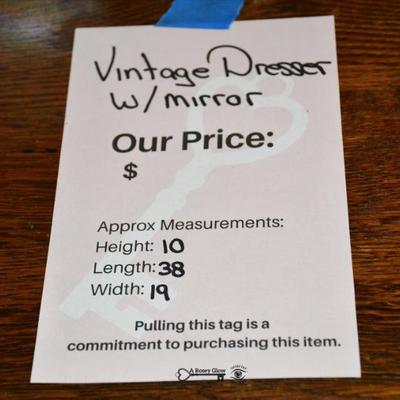 Vintage Dresser
w/ mirror
Our Price:
$
Approx Measurements:
Height: 10
Length: 38
Width: 19
Pulling this tag is a
commitment to purchasing this item.
A Rosey Glow